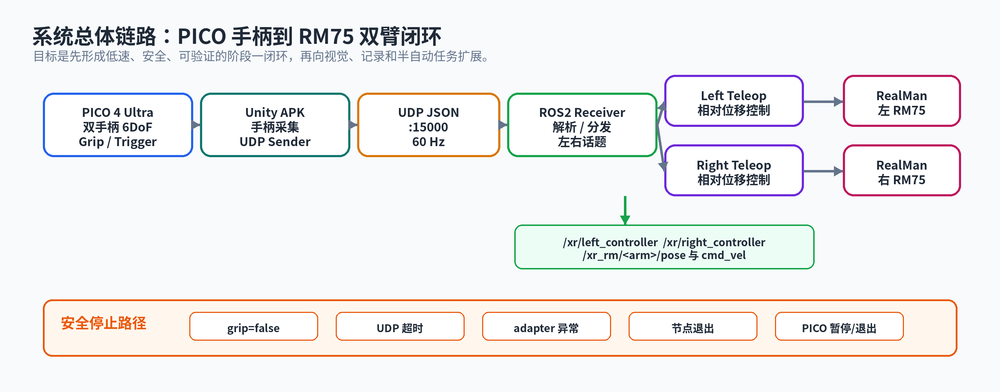 系统总体链路：PICO 手柄到 RM75 双臂闭环
目标是先形成低速、安全、可验证的阶段一闭环，再向视觉、记录和半自动任务扩展。
PICO 4 Ultra
双手柄 6DoF
Grip / Trigger
Unity APK
手柄采集
UDP Sender
UDP JSON
:15000
60 Hz
ROS2 Receiver
解析 / 分发
左右话题
Left Teleop
相对位移控制
RealMan
左 RM75
Right Teleop
相对位移控制
RealMan
右 RM75
/xr/left_controller /xr/right_controller
/xr_rm/<arm>/pose 与 cmd_vel
安全停止路径
grip=false
UDP 超时
adapter 异常
节点退出
PICO 暂停/退出